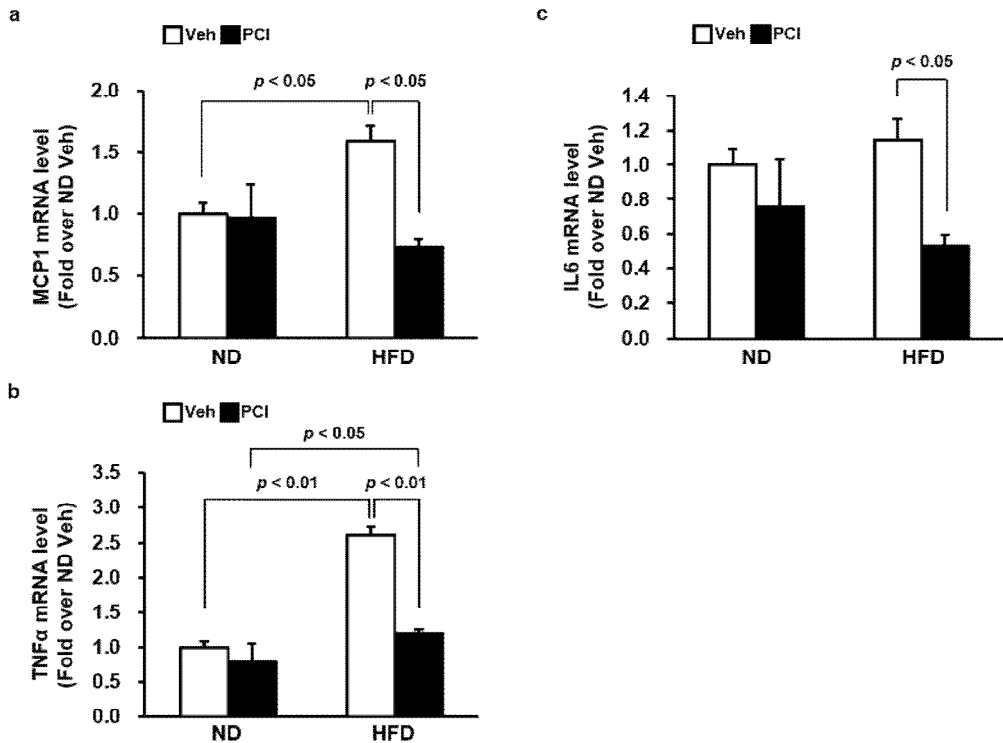 a
Veh PCI
p < 0.05
p < 0.05
MCP1 mRNA level
(Fold over ND Veh)
2.0
1.5
1.0
0.5
0.0
ND HFD
b
Veh PCI
p < 0.05
p < 0.01
p < 0.01
TNFα mRNA level
(Fold over ND Veh)
3.5
3.0
2.5
2.0
1.5
1.0
0.5
0.0
ND HFD
c
Veh PCI
p < 0.05
IL6 mRNA level
(Fold over ND Veh)
1.4
1.2
1.0
0.8
0.6
0.4
0.2
0.0
ND HFD